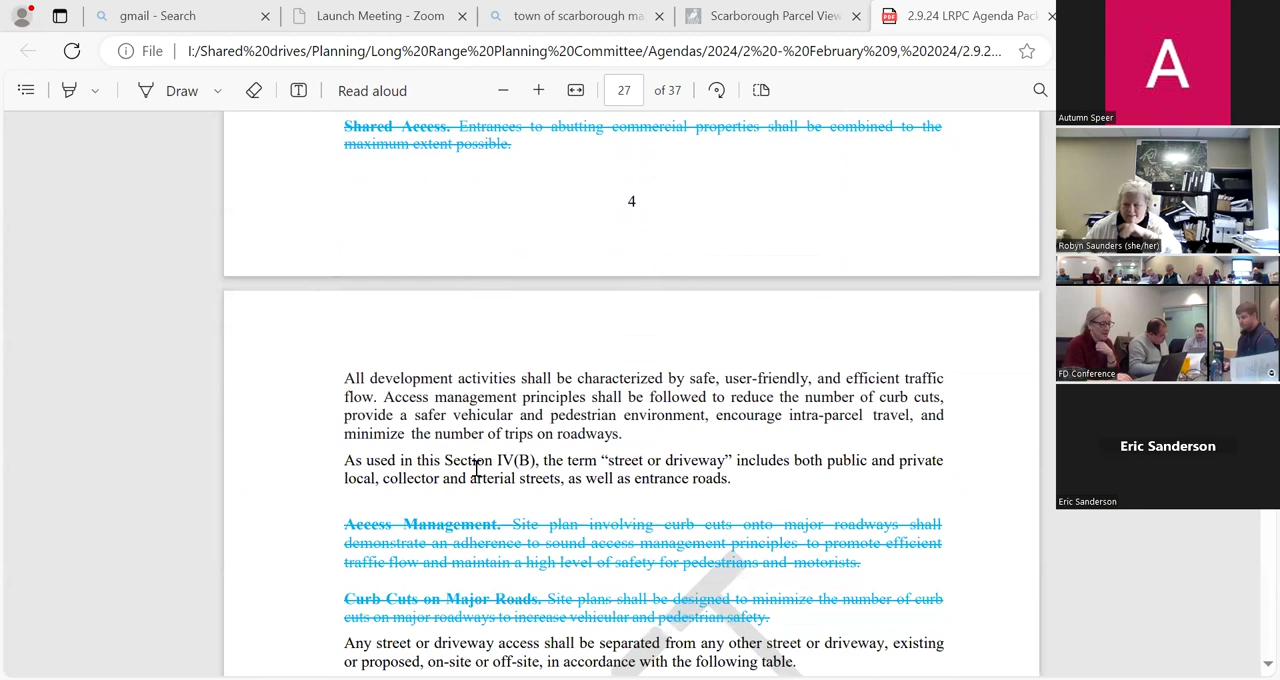 gmail - Search
Launch Meeting - Zoom
town of scarborough ma
Scarborough Parcel View
2.9.24 LRPC Agenda Pack
File
I:/Shared%20drives/Planning/Long%20Range%20Planning%20Committee/Agendas/2024/2%20-%20February%209,%202024/2.9.2...
Draw
Read aloud
27 of 37
Shared Access. Entrances to abutting commercial properties shall be combined to the
maximum extent possible.
4
All development activities shall be characterized by safe, user-friendly, and efficient traffic
flow. Access management principles shall be followed to reduce the number of curb cuts,
provide a safer vehicular and pedestrian environment, encourage intra-parcel travel, and
minimize the number of trips on roadways.
As used in this Section IV(B), the term “street or driveway” includes both public and private
local, collector and arterial streets, as well as entrance roads.
Access Management. Site plan involving curb cuts onto major roadways shall
demonstrate an adherence to sound access management principles to promote efficient
traffic flow and maintain a high level of safety for pedestrians and motorists.
Curb Cuts on Major Roads. Site plans shall be designed to minimize the number of curb
cuts on major roadways to increase vehicular and pedestrian safety.
Any street or driveway access shall be separated from any other street or driveway, existing
or proposed, on-site or off-site, in accordance with the following table.
A
Autumn Speer
Robyn Saunders (she/her)
FD Conference
Eric Sanderson
Eric Sanderson